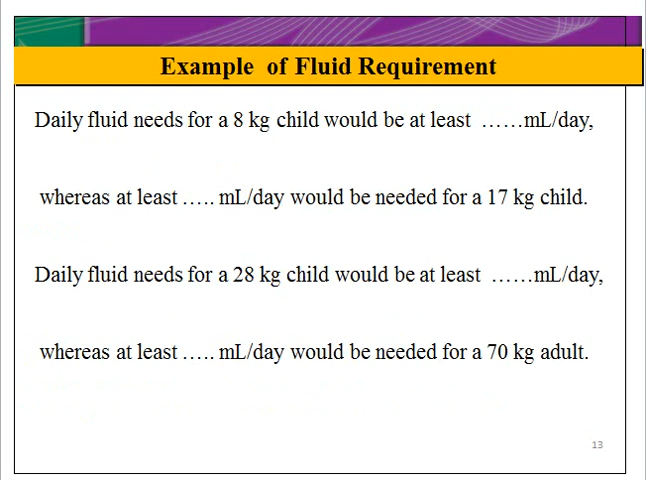 Example of Fluid Requirement
Daily fluid needs for a 8 kg child would be at least ……mL/day,
whereas at least ….. mL/day would be needed for a 17 kg child.
Daily fluid needs for a 28 kg child would be at least ……mL/day,
whereas at least ….. mL/day would be needed for a 70 kg adult.
13